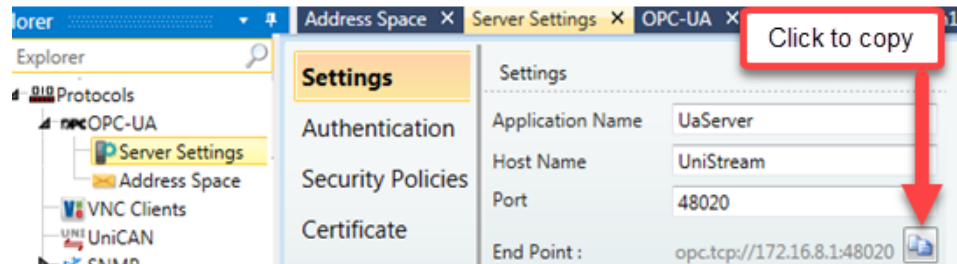 lorer
Address Space
Server Settings
OPC-UA
Click to copy
Explorer
Protocols
OPC-UA
Server Settings
Address Space
VNC Clients
UniCAN
SNMP
Settings
Authentication
Security Policies
Certificate
Settings
Application Name UaServer
Host Name UniStream
Port 48020
End Point : opc.tcp://172.16.8.1:48020